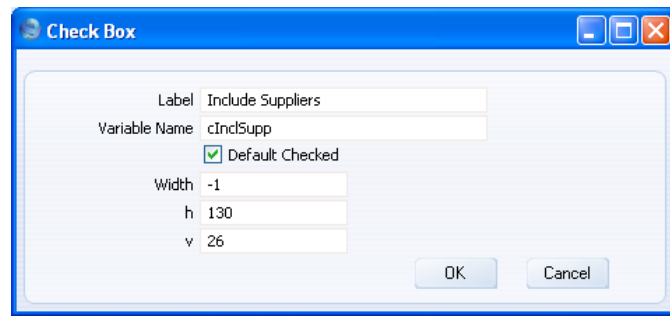 Check Box
Label Include Suppliers
Variable Name cInclSupp
Default Checked
Width -1
h 130
v 26
OK Cancel